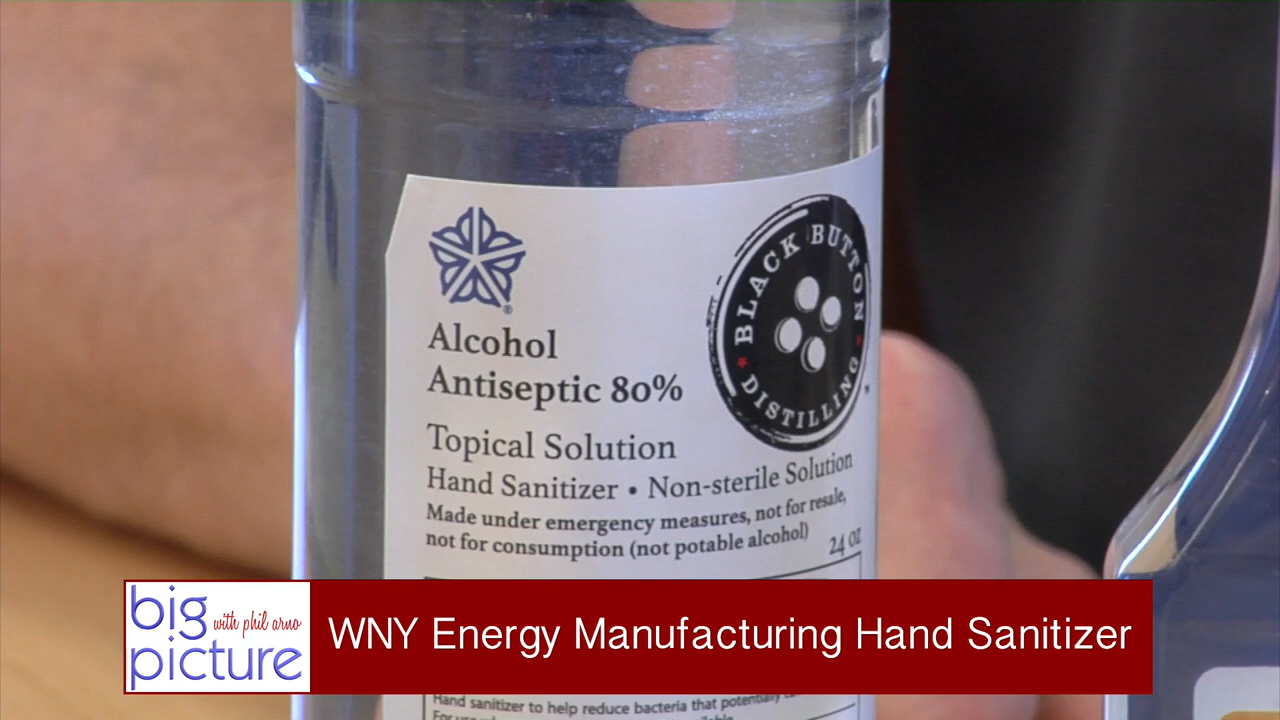 BLACK BUTTON
DISTILLING
®
Alcohol
Antiseptic 80%
Topical Solution
Hand Sanitizer • Non-sterile Solution
Made under emergency measures, not for resale,
not for consumption (not potable alcohol)
24 oz
big
with phil arno
picture
WNY Energy Manufacturing Hand Sanitizer
Hand sanitizer to help reduce bacteria that potentially